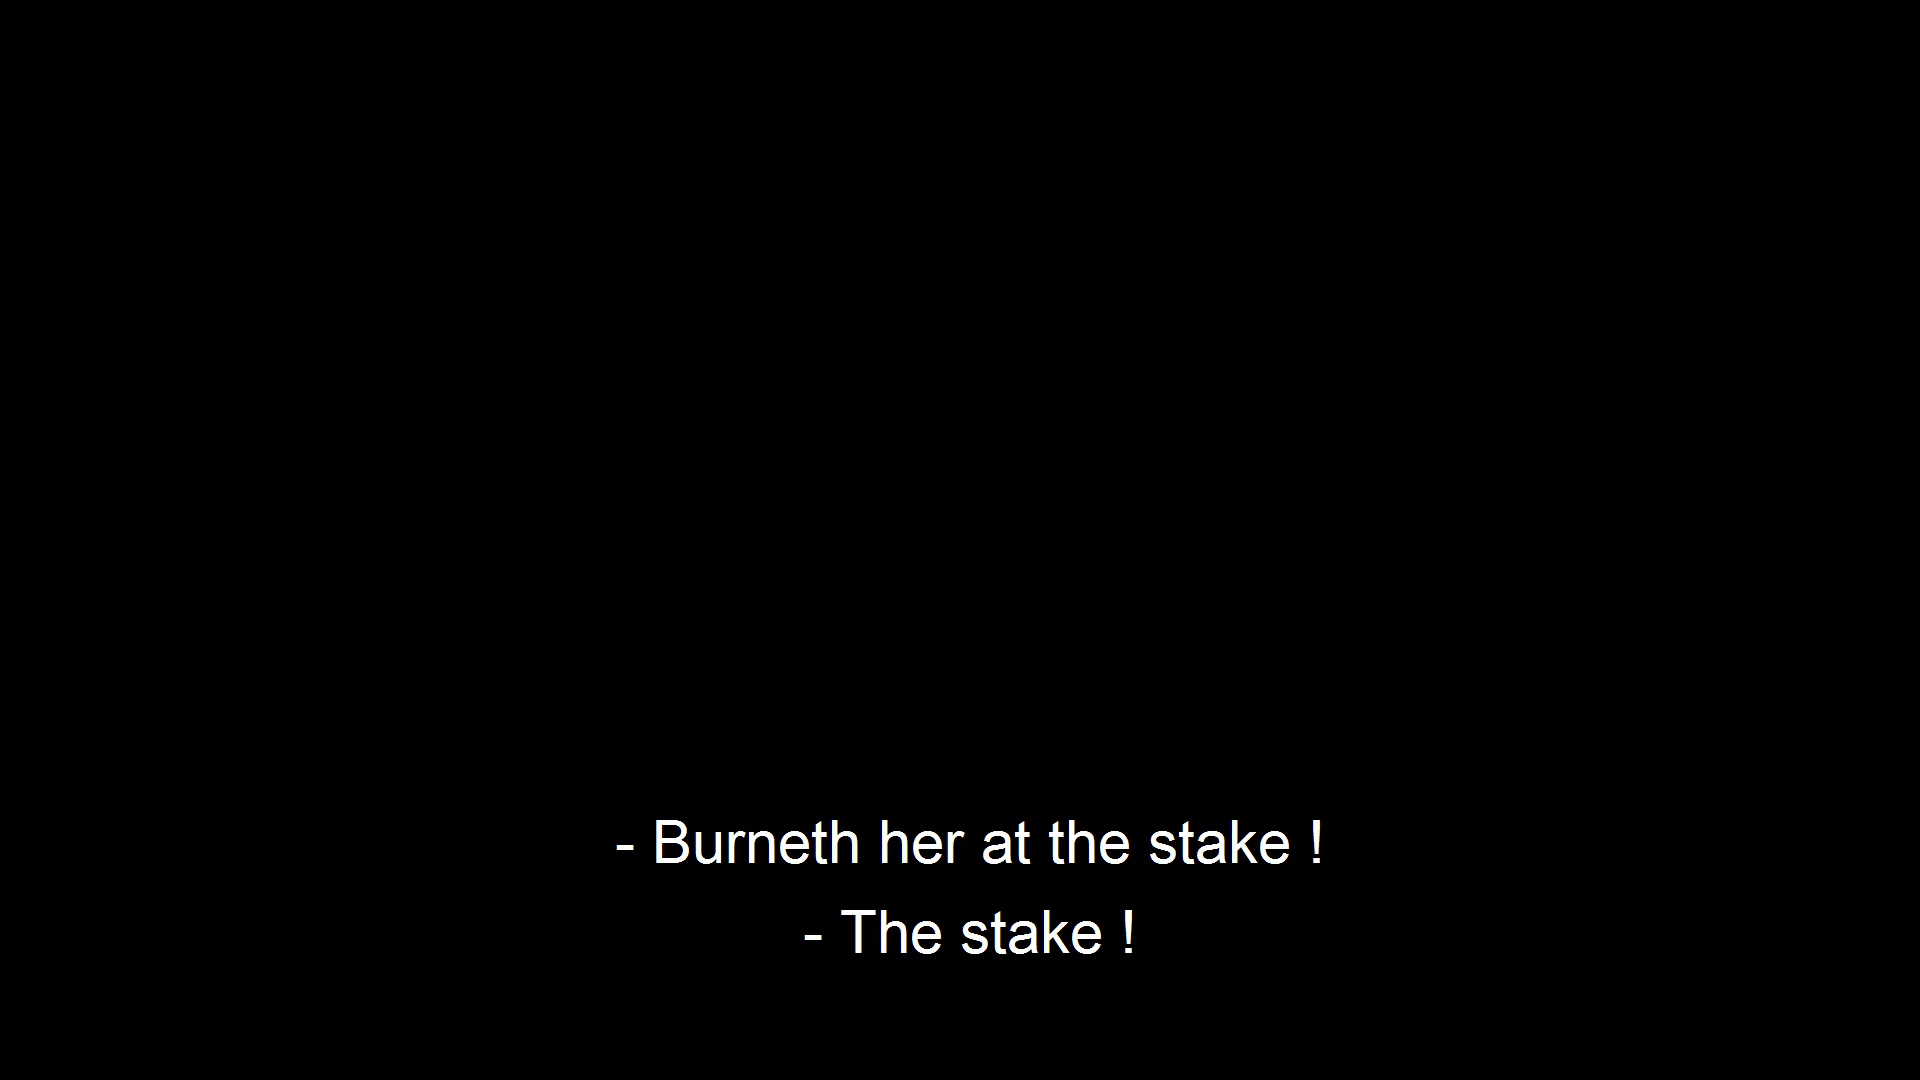 - Burneth her at the stake !
- The stake !